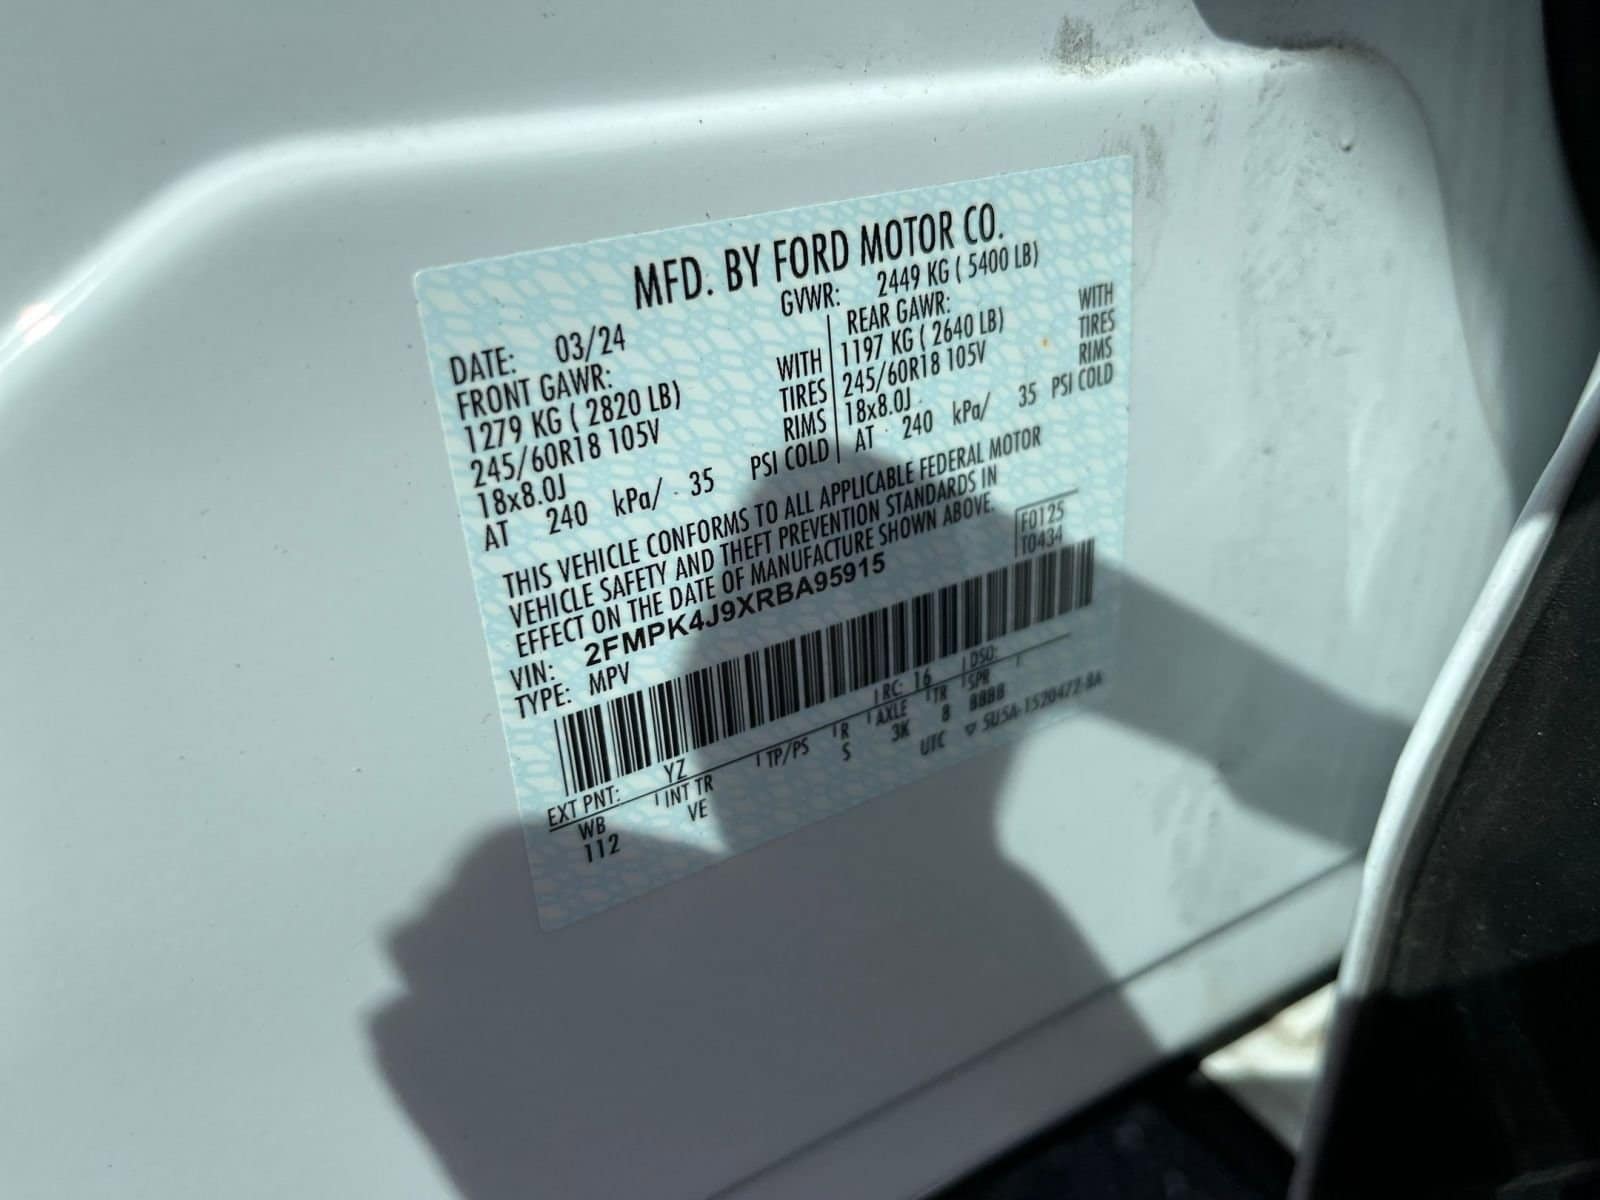 MFD. BY FORD MOTOR CO.
DATE: 03/24
GVWR: 2449 KG ( 5400 LB)
FRONT GAWR:
1279 KG ( 2820 LB) WITH
245/60R18 105V TIRES
18x8.0J RIMS
AT 240 kPa/ 35 PSI COLD
REAR GAWR:
1197 KG ( 2640 LB) WITH
245/60R18 105V TIRES
18x8.0J RIMS
AT 240 kPa/ 35 PSI COLD
THIS VEHICLE CONFORMS TO ALL APPLICABLE FEDERAL MOTOR
VEHICLE SAFETY AND THEFT PREVENTION STANDARDS IN
EFFECT ON THE DATE OF MANUFACTURE SHOWN ABOVE.
F0125
T0434
VIN: 2FMPK4J9XRBA95915
TYPE: MPV
EXT PNT: YZ RC: 16 DSO:
WB INT TR TP/PS R AXLE TR SPR
112 VE S 3K 8 BBBB
UTC ▽ SU5A-1520472-BA